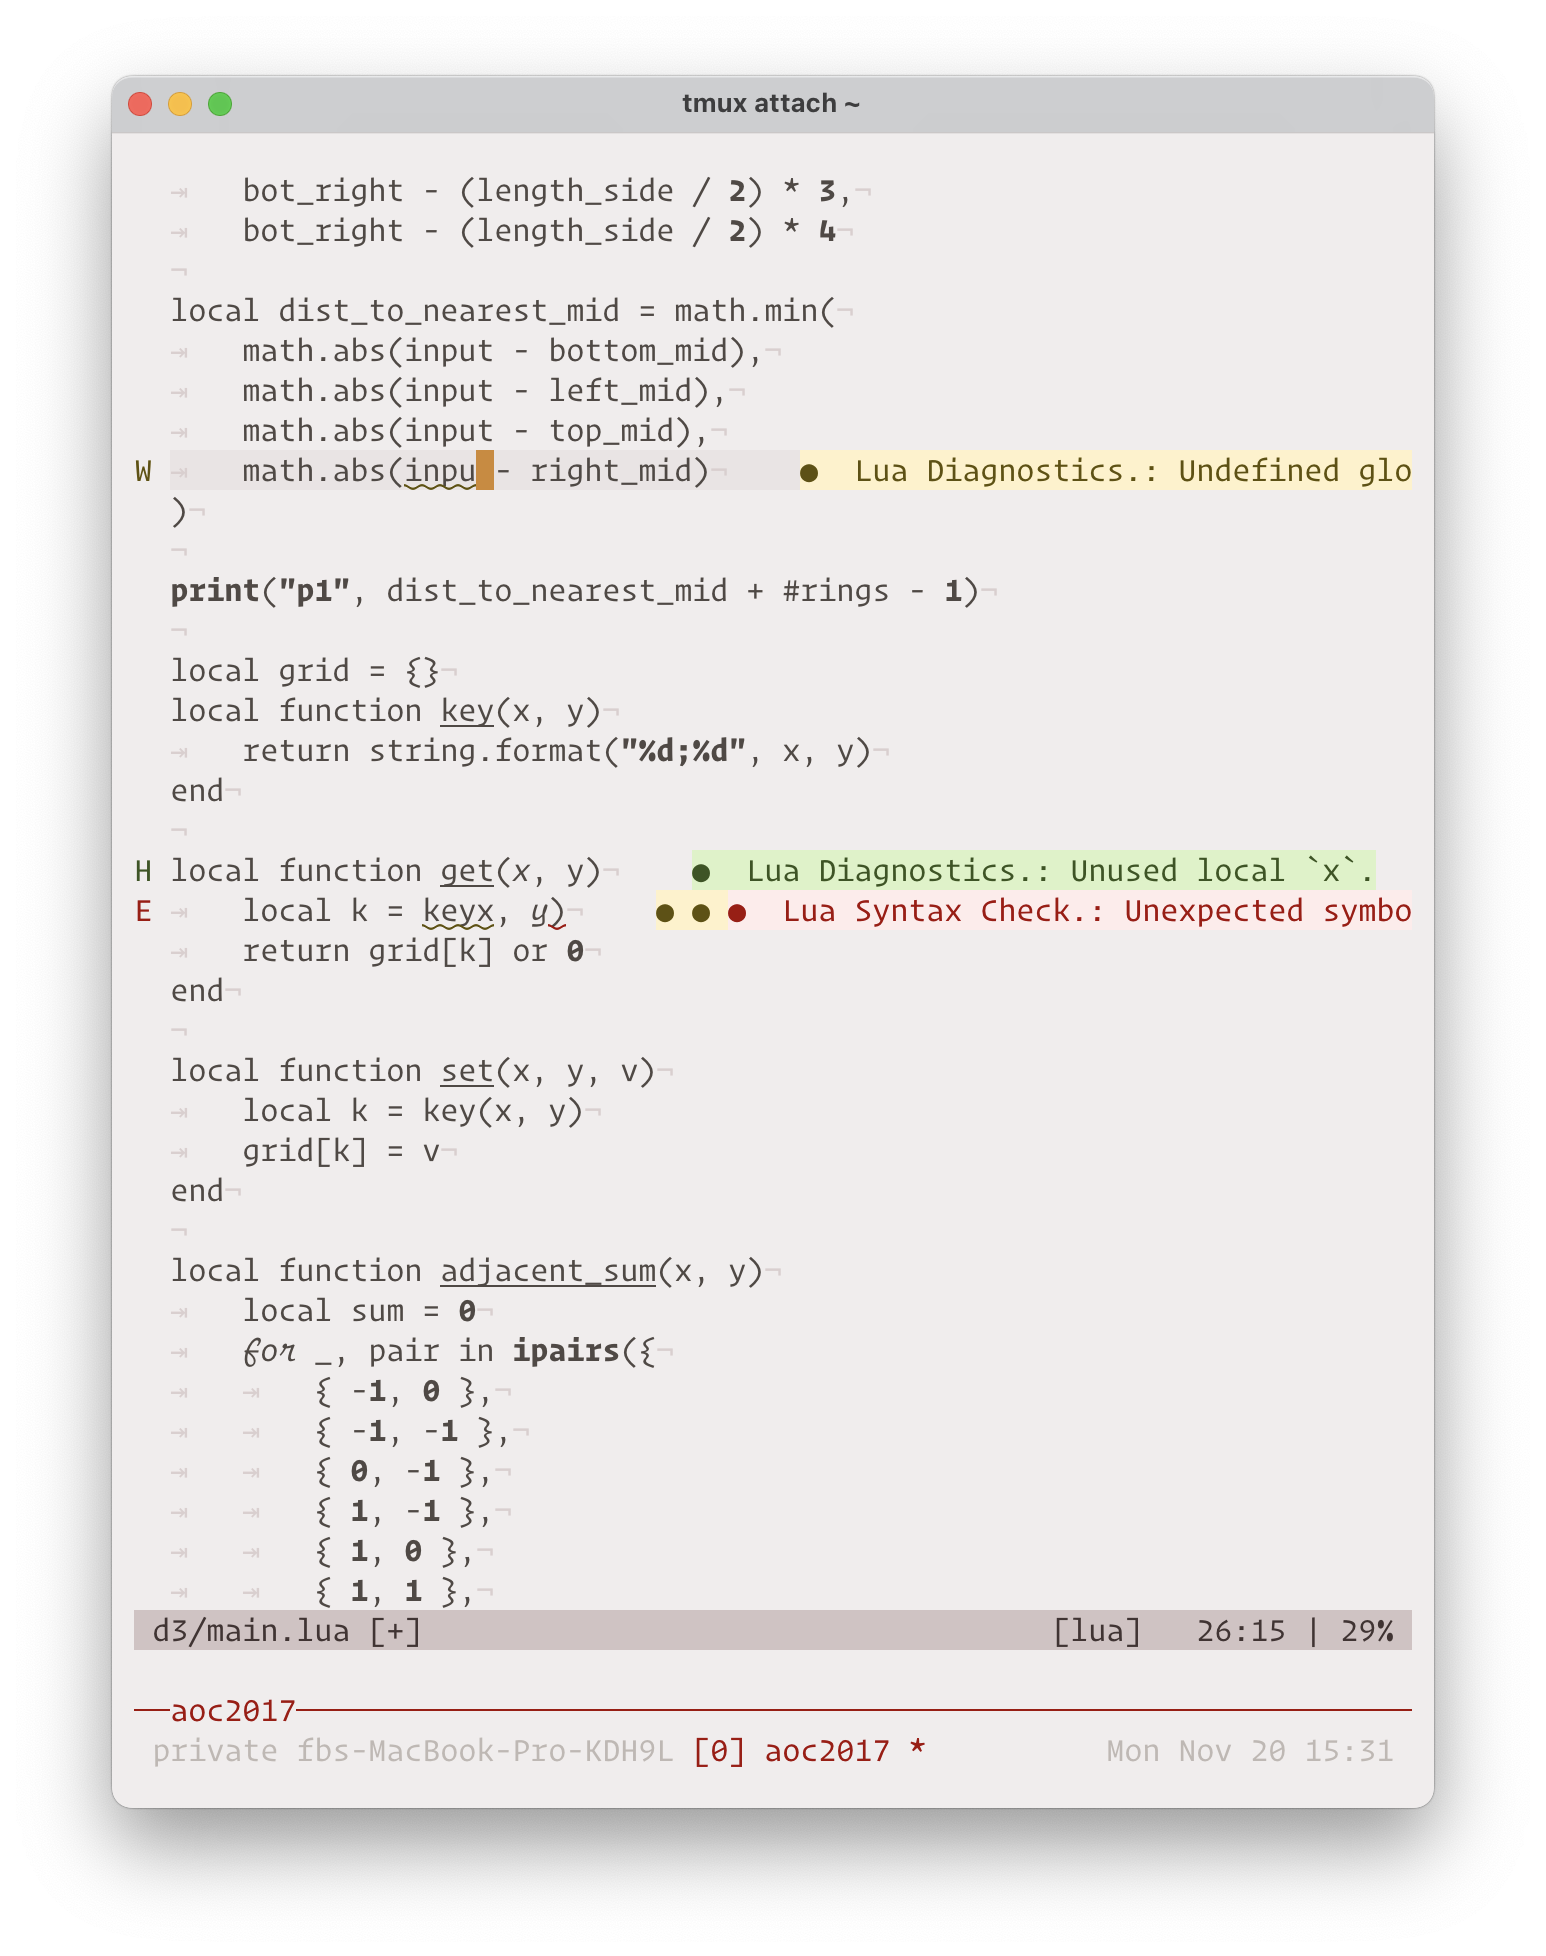 tmux attach ~
⇥   bot_right - (length_side / 2) * 3,¬
⇥   bot_right - (length_side / 2) * 4¬
¬
local dist_to_nearest_mid = math.min(¬
⇥   math.abs(input - bottom_mid),¬
⇥   math.abs(input - left_mid),¬
⇥   math.abs(input - top_mid),¬
W ⇥   math.abs(inpu - right_mid)¬    ●  Lua Diagnostics.: Undefined glo
)¬
¬
print("p1", dist_to_nearest_mid + #rings - 1)¬
¬
local grid = {}¬
local function key(x, y)¬
⇥   return string.format("%d;%d", x, y)¬
end¬
¬
H local function get(x, y)¬    ●  Lua Diagnostics.: Unused local `x`.
E ⇥   local k = keyx, y)¬    ● ● ●  Lua Syntax Check.: Unexpected symbo
⇥   return grid[k] or 0¬
end¬
¬
local function set(x, y, v)¬
⇥   local k = key(x, y)¬
⇥   grid[k] = v¬
end¬
¬
local function adjacent_sum(x, y)¬
⇥   local sum = 0¬
⇥   for _, pair in ipairs({¬
⇥   ⇥   { -1, 0 },¬
⇥   ⇥   { -1, -1 },¬
⇥   ⇥   { 0, -1 },¬
⇥   ⇥   { 1, -1 },¬
⇥   ⇥   { 1, 0 },¬
⇥   ⇥   { 1, 1 },¬
d3/main.lua [+]    [lua]   26:15 | 29%
aoc2017
private fbs-MacBook-Pro-KDH9L [0] aoc2017 *    Mon Nov 20 15:31